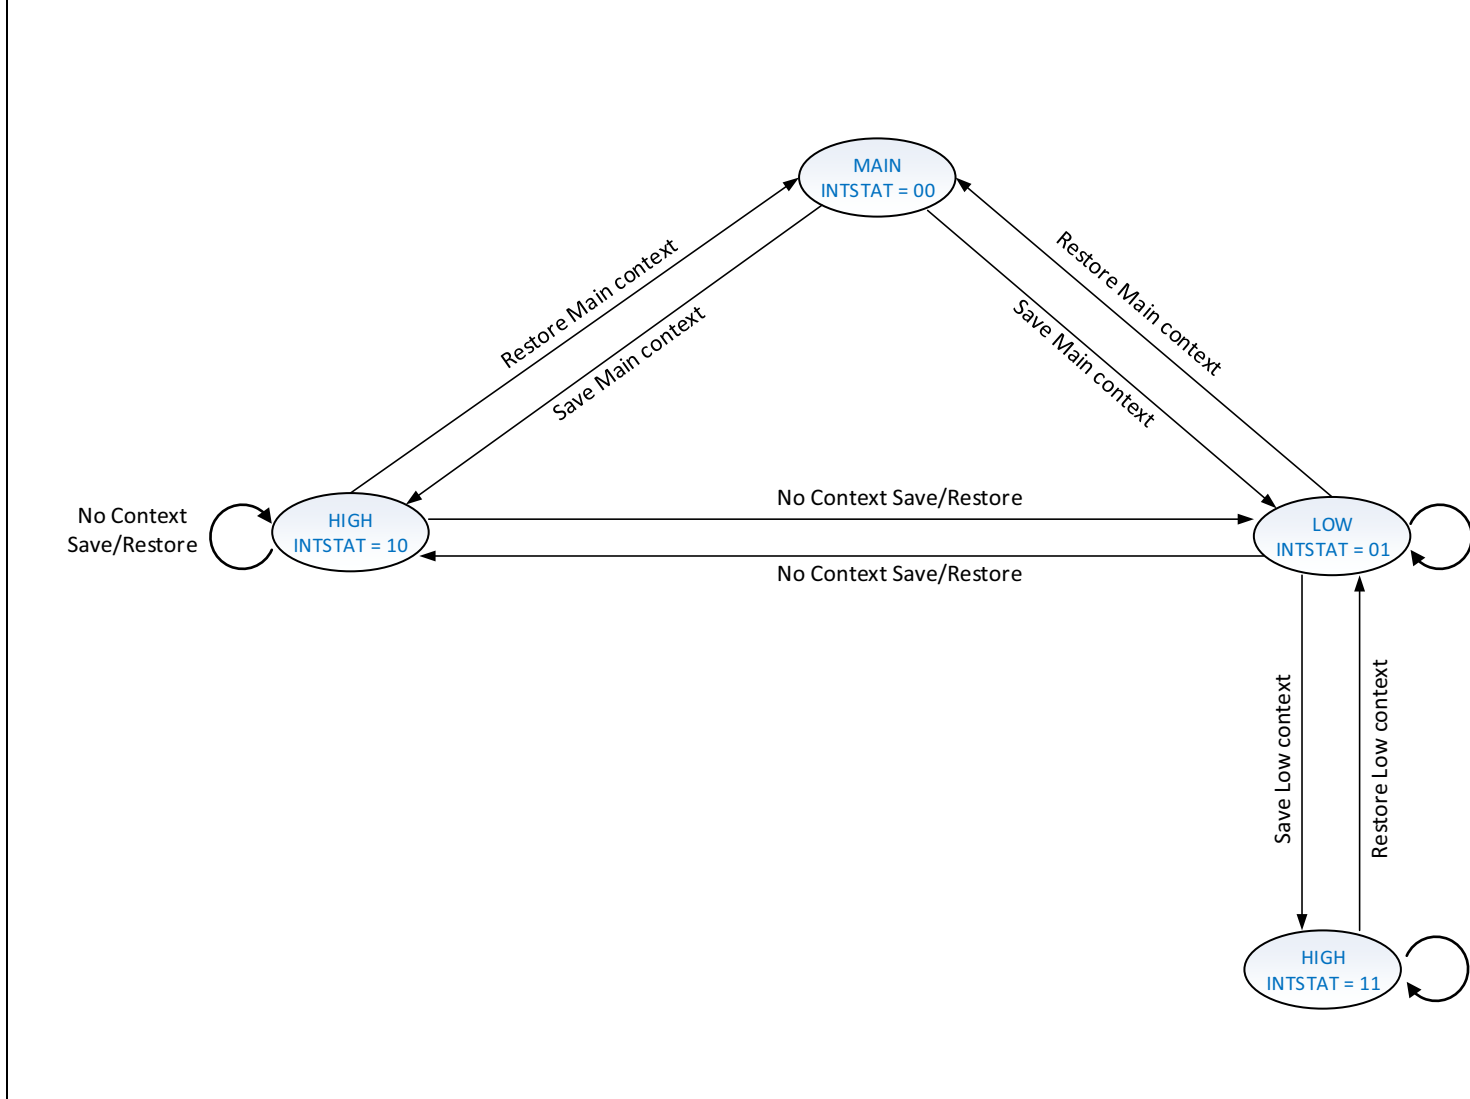 MAIN
INTSTAT = 00
Restore Main context
Save Main context
Restore Main context
Save Main context
No Context
Save/Restore
HIGH
INTSTAT = 10
No Context Save/Restore
No Context Save/Restore
LOW
INTSTAT = 01
Save Low context
Restore Low context
HIGH
INTSTAT = 11